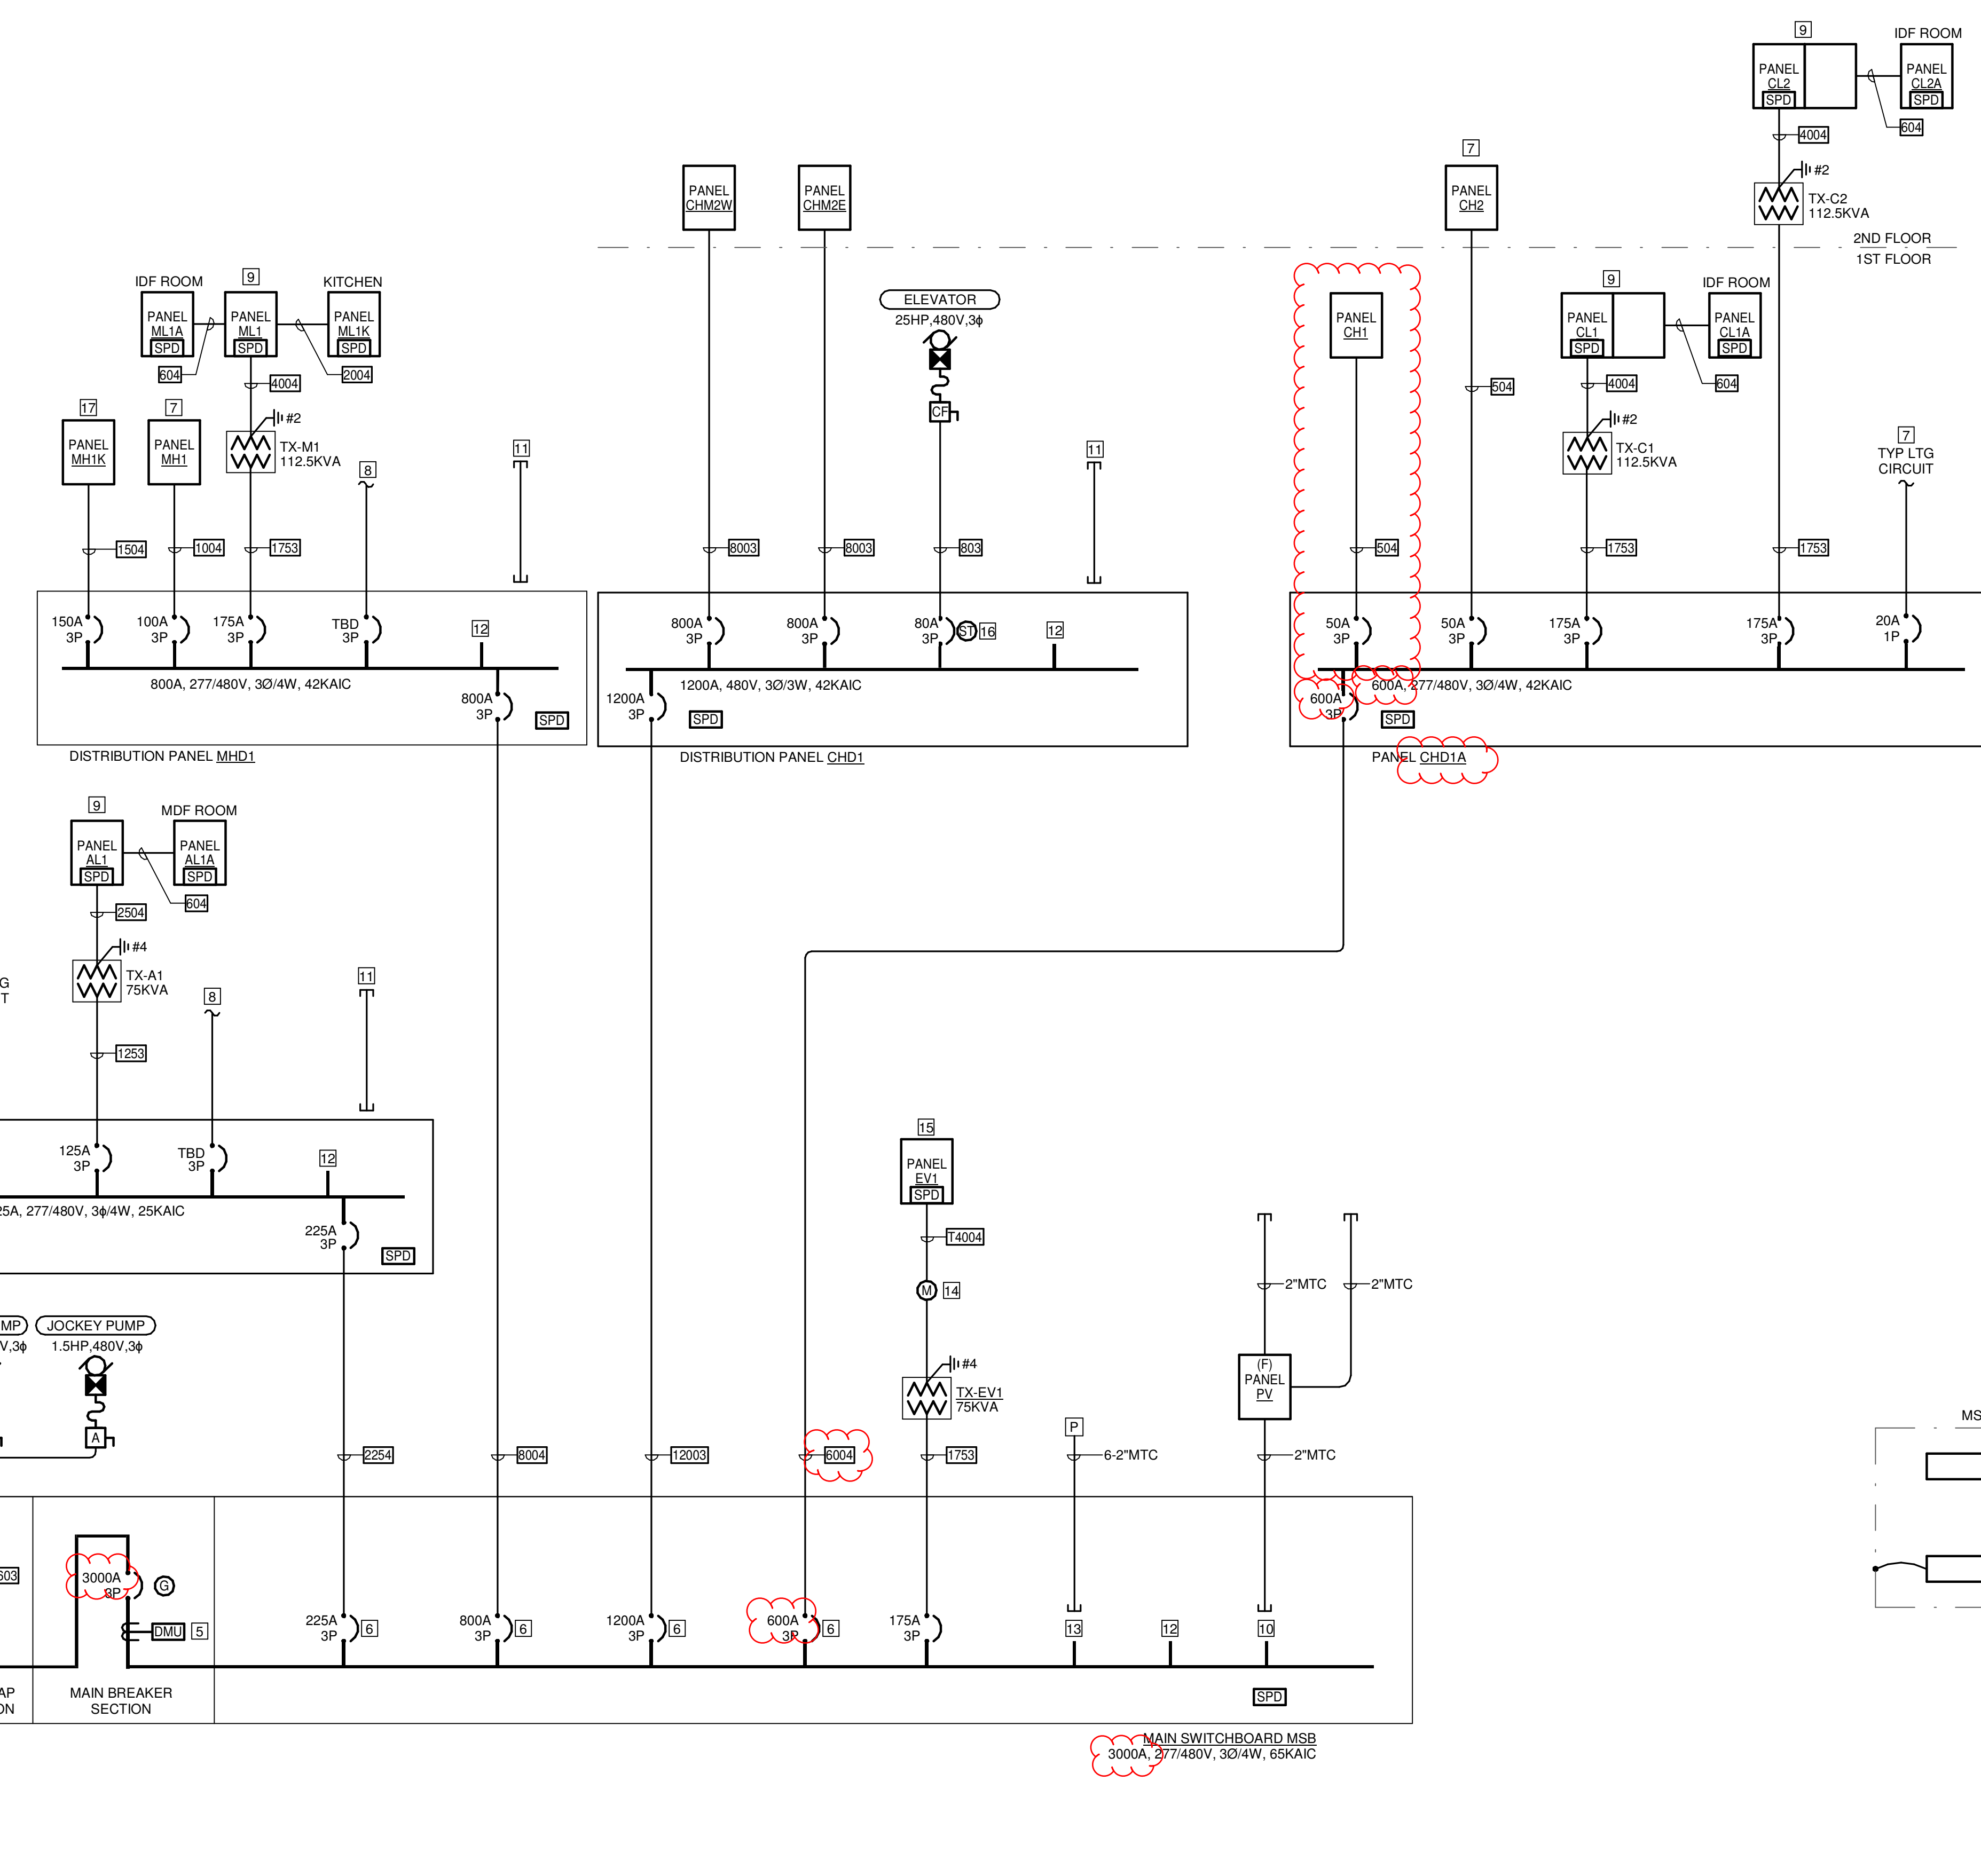 9
IDF ROOM
PANEL
CL2
SPD
PANEL
CL2A
SPD
604
4004
#2
TX-C2
112.5KVA
2ND FLOOR
1ST FLOOR
PANEL
CHM2W
PANEL
CHM2E
7
PANEL
CH2
IDF ROOM
9
KITCHEN
PANEL
ML1A
SPD
PANEL
ML1
SPD
PANEL
ML1K
SPD
604
4004
2004
ELEVATOR
25HP,480V,3ϕ
CF
PANEL
CH1
504
9
IDF ROOM
PANEL
CL1
SPD
PANEL
CL1A
SPD
4004
604
17
7
#2
PANEL
MH1K
PANEL
MH1
TX-M1
112.5KVA
8
11
11
#2
TX-C1
112.5KVA
7
TYP LTG
CIRCUIT
1504
1004
1753
8003
8003
803
504
1753
1753
150A
3P
100A
3P
175A
3P
TBD
3P
12
800A
3P
800A
3P
80A
3P
ST
16
12
50A
3P
50A
3P
175A
3P
175A
3P
20A
1P
800A, 277/480V, 3Ø/4W, 42KAIC
800A
3P
SPD
1200A, 480V, 3Ø/3W, 42KAIC
1200A
3P
SPD
600A, 277/480V, 3Ø/4W, 42KAIC
600A
3P
SPD
DISTRIBUTION PANEL MHD1
DISTRIBUTION PANEL CHD1
PANEL CHD1A
9
MDF ROOM
PANEL
AL1
SPD
PANEL
AL1A
SPD
2504
604
#4
TX-A1
75KVA
G
T
8
11
1253
125A
3P
TBD
3P
12
25A, 277/480V, 3ϕ/4W, 25KAIC
225A
3P
SPD
15
PANEL
EV1
SPD
T4004
M
14
#4
TX-EV1
75KVA
2"MTC
2"MTC
(F)
PANEL
PV
MP
V,3ϕ
JOCKEY PUMP
1.5HP,480V,3ϕ
A
P
MS
2254
8004
12003
6004
1753
6-2"MTC
2"MTC
603
3000A
3P
G
DMU
5
225A
3P
6
800A
3P
6
1200A
3P
6
600A
3P
6
175A
3P
13
12
10
AP
ON
MAIN BREAKER
SECTION
SPD
MAIN SWITCHBOARD MSB
3000A, 277/480V, 3Ø/4W, 65KAIC